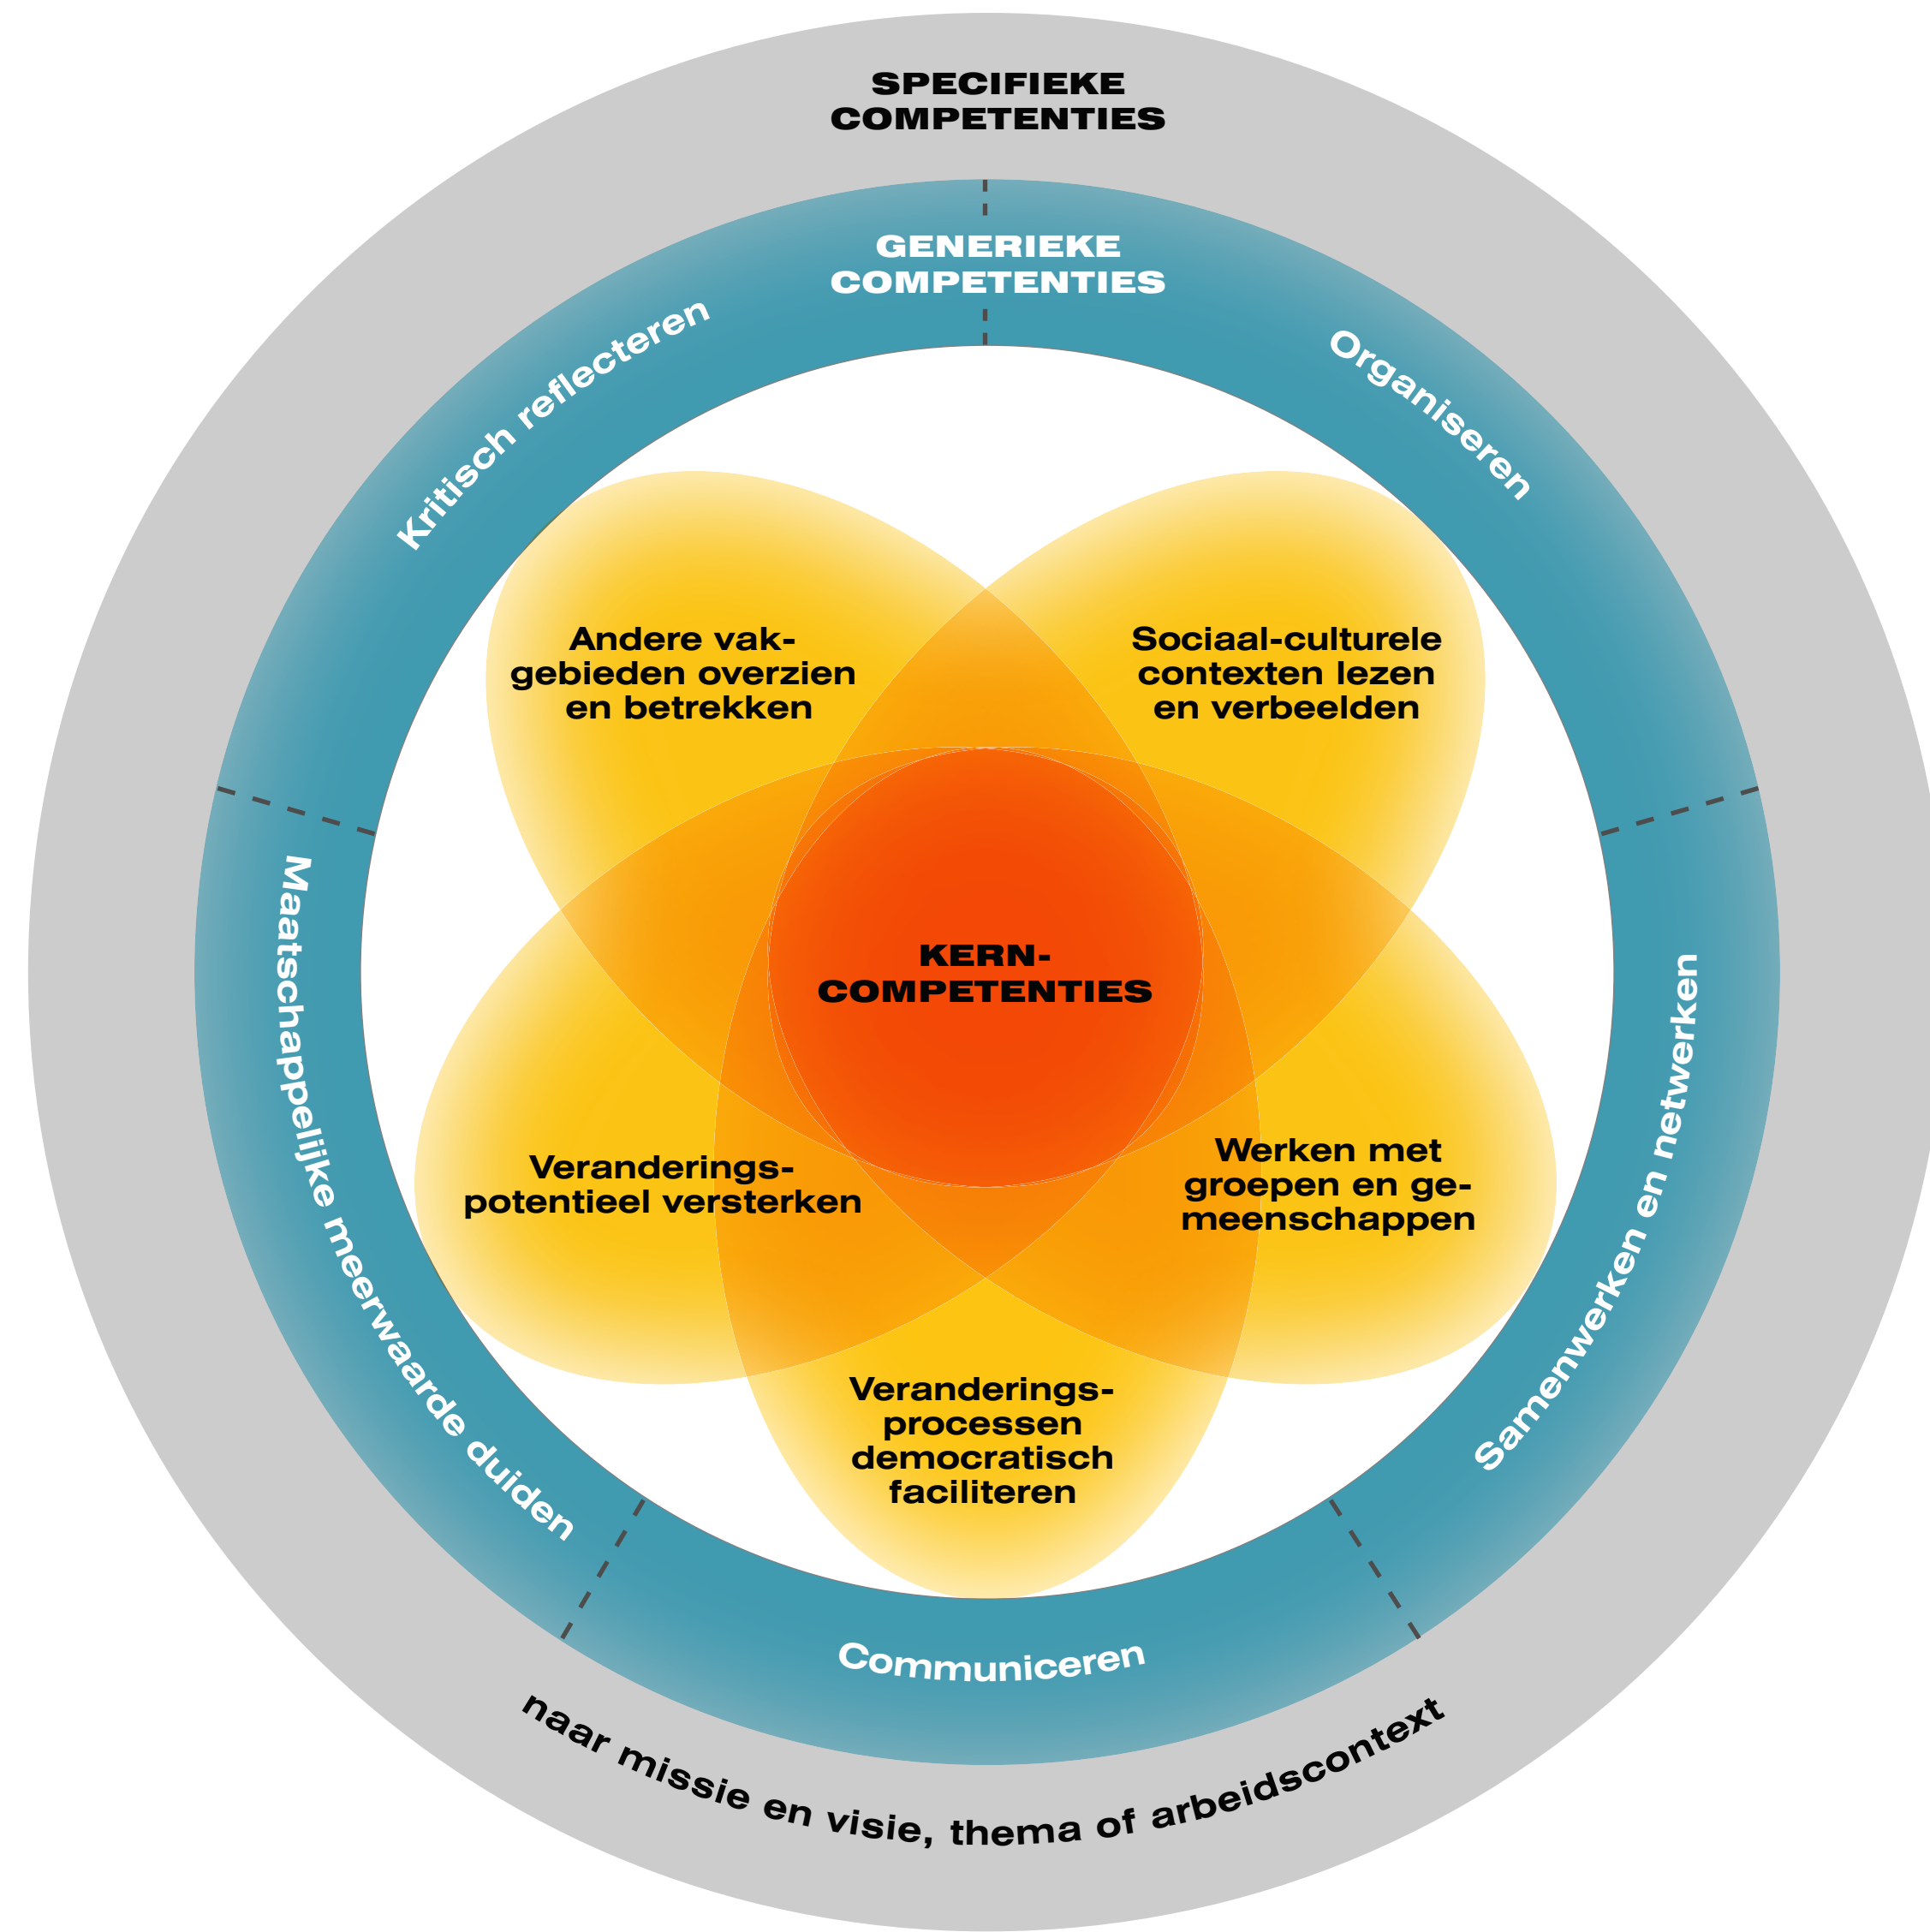 SPECIFIEKE
COMPETENTIES
GENERIEKE
COMPETENTIES
Kritisch reflecteren
Organiseren
Andere vak-
gebieden overzien
en betrekken
Sociaal-culturele
contexten lezen
en verbeelden
KERN-
COMPETENTIES
Maatschappelijke meerwaarde duiden
Samenwerken en netwerken
Veranderings-
potentieel versterken
Werken met
groepen en ge-
meenschappen
Veranderings-
processen
democratisch
faciliteren
Communiceren
naar missie en visie, thema of arbeidscontext